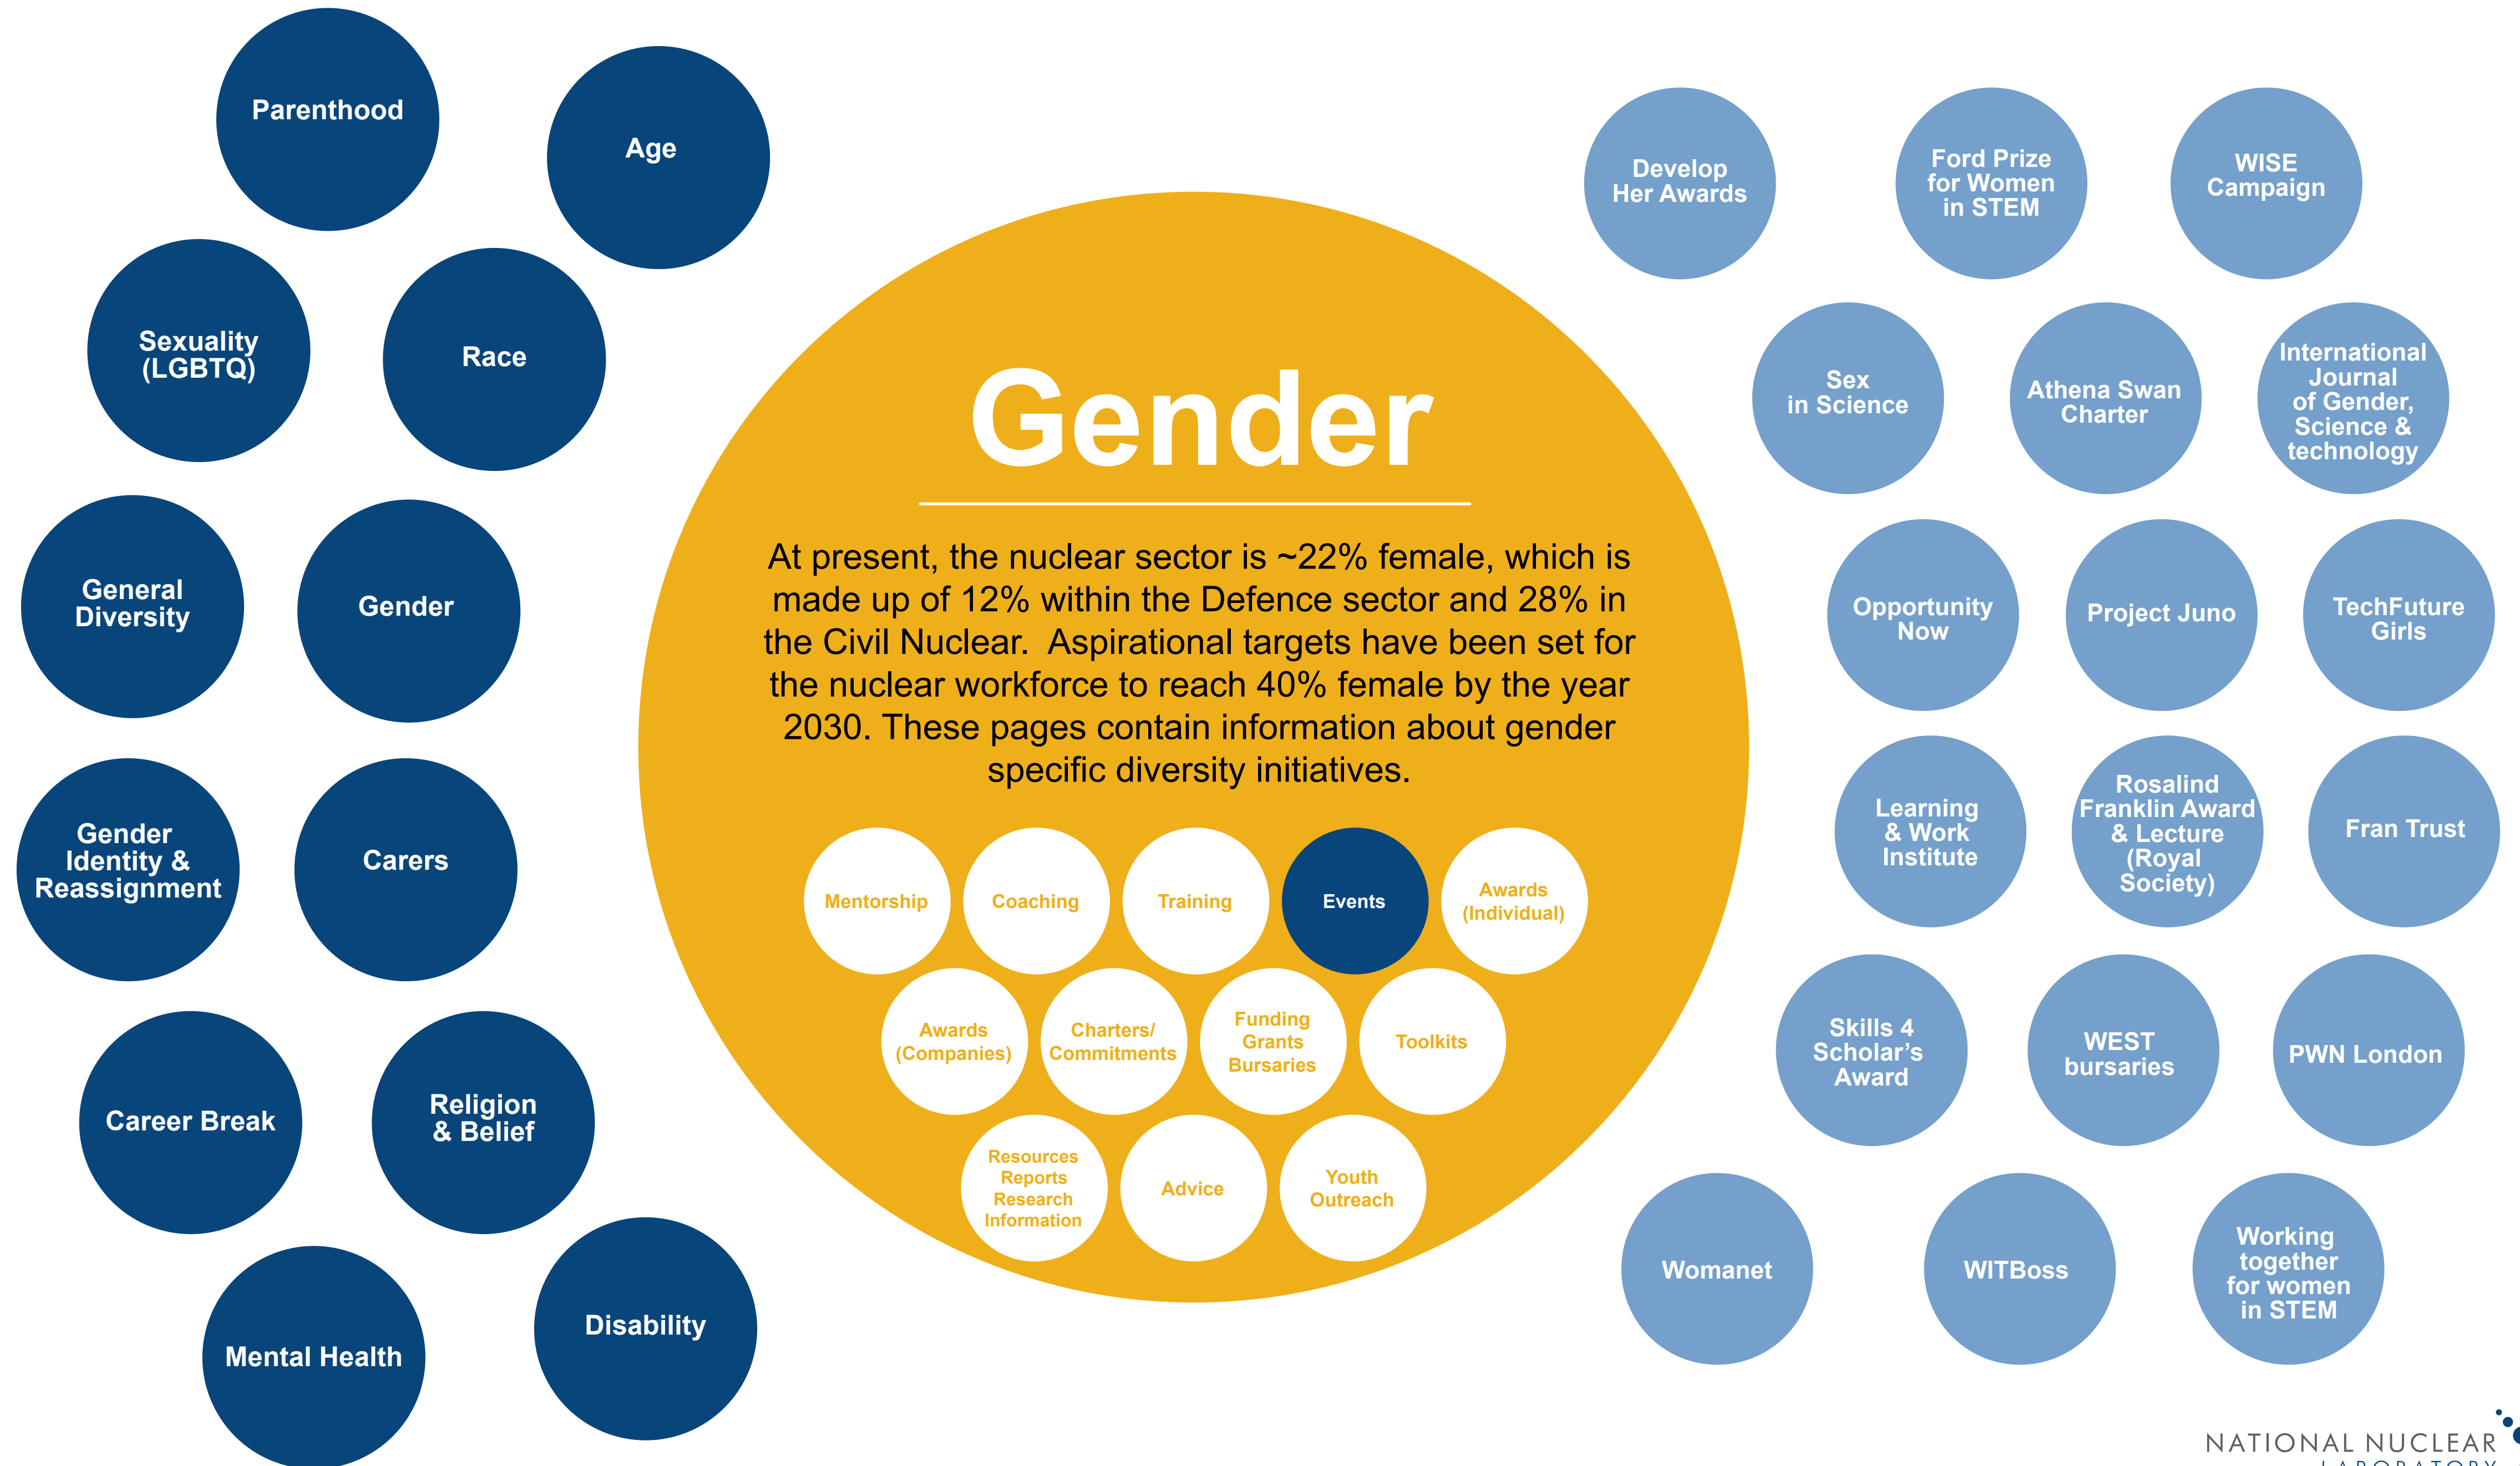 Parenthood
Age
Sexuality
(LGBTQ)
Race
General
Diversity
Gender
Gender
Identity &
Reassignment
Carers
Career Break
Religion
& Belief
Mental Health
Disability
Gender
At present, the nuclear sector is ~22% female, which is
made up of 12% within the Defence sector and 28% in
the Civil Nuclear.  Aspirational targets have been set for
the nuclear workforce to reach 40% female by the year
2030. These pages contain information about gender
specific diversity initiatives.
Mentorship
Coaching
Training
Events
Awards
(Individual)
Awards
(Companies)
Charters/
Commitments
Funding
Grants
Bursaries
Toolkits
Resources
Reports
Research
Information
Advice
Youth
Outreach
Develop
Her Awards
Ford Prize
for Women
in STEM
WISE
Campaign
Sex
in Science
Athena Swan
Charter
International
Journal
of Gender,
Science &
technology
Opportunity
Now
Project Juno
TechFuture
Girls
Learning
& Work
Institute
Rosalind
Franklin Award
& Lecture
(Royal
Society)
Fran Trust
Skills 4
Scholar’s
Award
WEST
bursaries
PWN London
Womanet
WITBoss
Working
together
for women
in STEM
NATIONAL NUCLEAR
LABORATORY